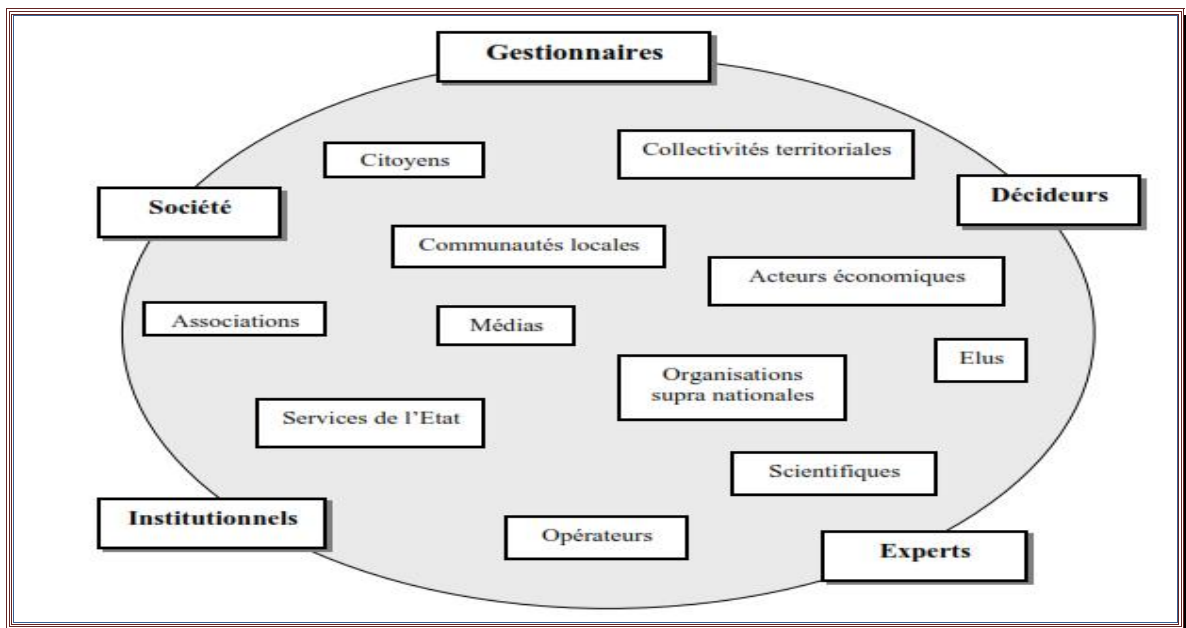 Gestionnaires
Citoyens
Collectivités territoriales
Société
Décideurs
Communautés locales
Acteurs économiques
Associations
Médias
Elus
Organisations
supra nationales
Services de l’Etat
Scientifiques
Institutionnels
Opérateurs
Experts